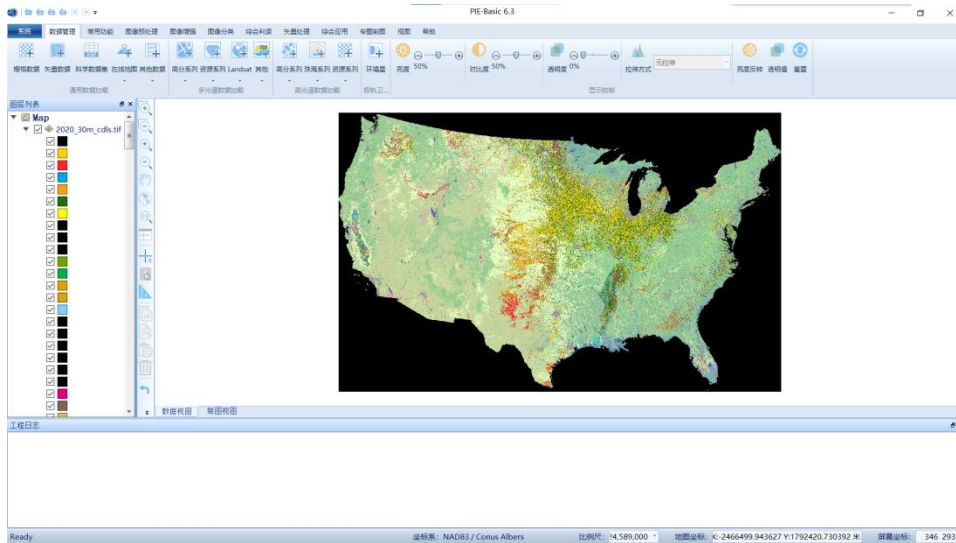 PIE-Basic 6.3
系统 数据管理 常用功能 图像预处理 图像增强 图像分类 综合判读 矢量处理 综合应用 专题制图 视图 帮助
栅格数据 矢量数据 科学数据集 在线地图 其他数据 高分系列 资源系列 Landsat 其他 高分系列 珠海系列 资源系列 环境星 亮度 50% 对比度 50% 透明度 0% 拉伸方式 无拉伸 亮度反转 透明值 重置
通用数据加载 多光谱数据加载 高光谱数据加载 显示控制
图层列表
Map
2020_30m_cdls.tif
数据视图 制图视图
工程日志
Ready 坐标系: NAD83 / Conus Albers 比例尺: 4,589,000 地图坐标: X:-2466499.943627 Y:1792420.730392 米 屏幕坐标: 346 293